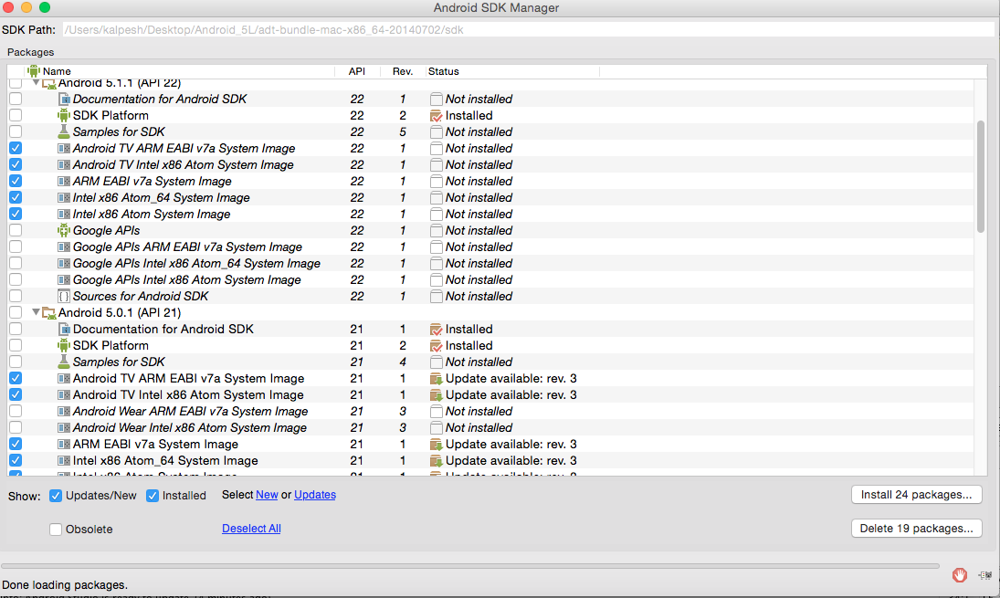 Android SDK Manager
SDK Path: /Users/kalpesh/Desktop/Android_5L/adt-bundle-mac-x86_64-20140702/sdk
Packages
Name API Rev. Status
Android 5.1.1 (API 22)
Documentation for Android SDK 22 1 Not installed
SDK Platform 22 2 Installed
Samples for SDK 22 5 Not installed
Android TV ARM EABI v7a System Image 22 1 Not installed
Android TV Intel x86 Atom System Image 22 1 Not installed
ARM EABI v7a System Image 22 1 Not installed
Intel x86 Atom_64 System Image 22 1 Not installed
Intel x86 Atom System Image 22 1 Not installed
Google APIs 22 1 Not installed
Google APIs ARM EABI v7a System Image 22 1 Not installed
Google APIs Intel x86 Atom_64 System Image 22 1 Not installed
Google APIs Intel x86 Atom System Image 22 1 Not installed
Sources for Android SDK 22 1 Not installed
Android 5.0.1 (API 21)
Documentation for Android SDK 21 1 Installed
SDK Platform 21 2 Installed
Samples for SDK 21 4 Not installed
Android TV ARM EABI v7a System Image 21 1 Update available: rev. 3
Android TV Intel x86 Atom System Image 21 1 Update available: rev. 3
Android Wear ARM EABI v7a System Image 21 3 Not installed
Android Wear Intel x86 Atom System Image 21 3 Not installed
ARM EABI v7a System Image 21 1 Update available: rev. 3
Intel x86 Atom_64 System Image 21 1 Update available: rev. 3
Intel x86 Atom System Image 21 1 Update available: rev. 3
Show: Updates/New Installed Select New or Updates Install 24 packages...
Obsolete Deselect All Delete 19 packages...
Done loading packages.